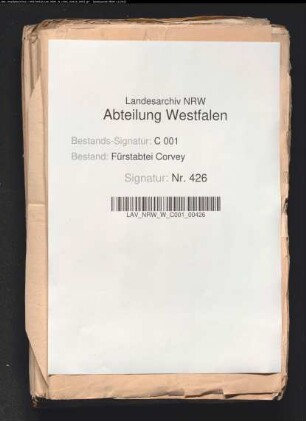 Landesarchiv NRW
Abteilung Westfalen
Bestands-Signatur: C 001
Bestand: Fürstabtei Corvey
Signatur: Nr. 426
LAV_NRW_W_C001_00426